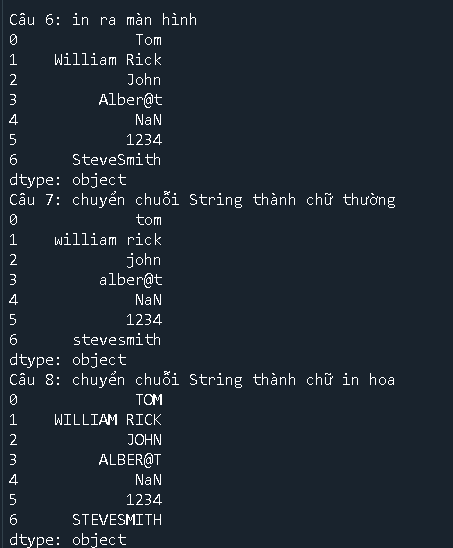 Câu 6: in ra màn hình
0             Tom
1    William Rick
2            John
3         Alber@t
4             NaN
5            1234
6      SteveSmith
dtype: object
Câu 7: chuyển chuỗi String thành chữ thường
0             tom
1    william rick
2            john
3         alber@t
4             NaN
5            1234
6      stevesmith
dtype: object
Câu 8: chuyển chuỗi String thành chữ in hoa
0             TOM
1    WILLIAM RICK
2            JOHN
3         ALBER@T
4             NaN
5            1234
6      STEVESMITH
dtype: object